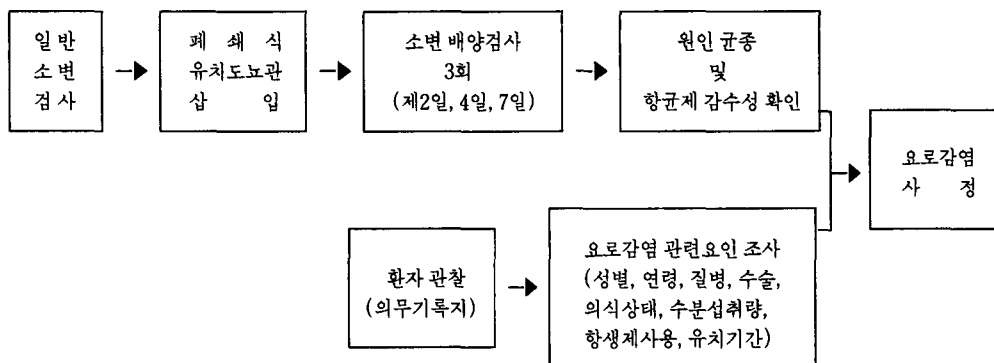 일 반
소 변
검 사
폐 쇄 식
유치도뇨관
삽 입
소변 배양검사
3회
(제2일, 4일, 7일)
원인 균종
및
항균제 감수성 확인
요로감염
사 정
환자 관찰
(의무기록지)
요로감염 관련요인 조사
(성별, 연령, 질병, 수술,
의식상태, 수분섭취량,
항생제사용, 유치기간)